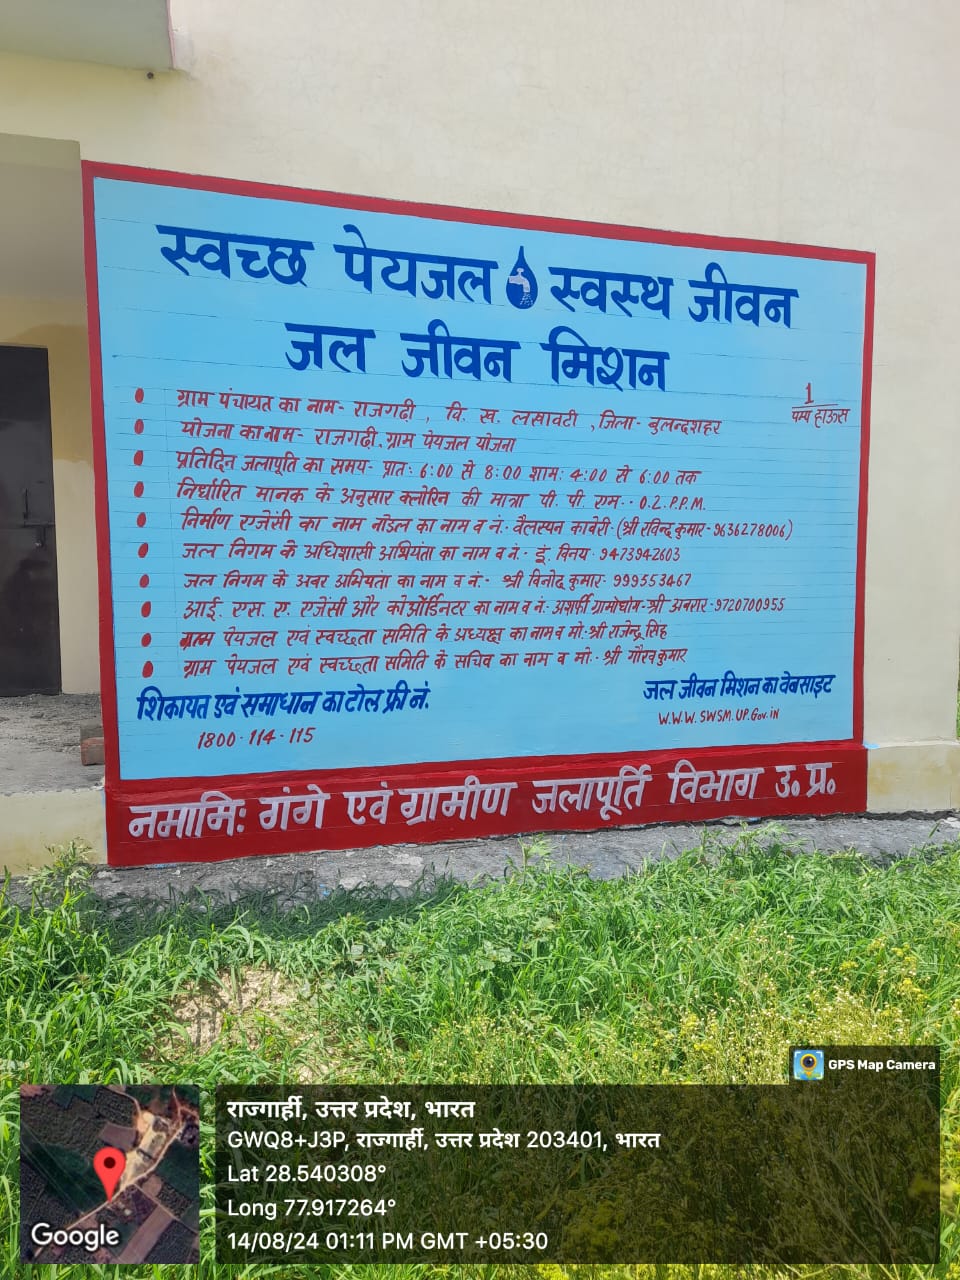 स्वच्छ पेयजल स्वस्थ जीवन
जल जीवन मिशन
1
पम्प हाऊस
ग्राम पंचायत का नाम- राजगढी , वि. ख. लखावटी , जिला- बुलन्दशहर
योजना का नाम- राजगढी, ग्राम पेयजल योजना
प्रतिदिन जलापूर्ति का समय- प्रातः 6:00 से 8:00 शाम: 4:00 से 6:00 तक
निर्धारित मानक के अनुसार क्लोरिन की मात्रा पी. पी. एम.- 0.2.P.P.M.
निर्माण एजेंसी का नाम नोडल का नाम व नं.- वैलस्पन कावेरी-(श्री रविन्द्र कुमार-9636278006)
जल निगम के अधिशासी अभियंता का नाम व नं.- इं. विनय- 9473942603
जल निगम के अवर अभियंता का नाम व नं.- श्री विनोद कुमार- 999553467
आई. एस. ए. एजेंसी और कोऑर्डिनेटर का नाम व नं.- अशर्फी ग्रामोद्योग-श्री अबरार-9720700955
ग्राम पेयजल एवं स्वच्छता समिति के अध्यक्ष का नाम व मो.-श्री राजेन्द्र सिंह
ग्राम पेयजल एवं स्वच्छता समिति के सचिव का नाम व मो.-श्री गौरव कुमार
शिकायत एवं समाधान का टोल फ्री नं.
1800-114-115
जल जीवन मिशन का वेबसाइट
W.W.W.SWSM.UP.Gov.iN
नमामिः गंगे एवं ग्रामीण जलापूर्ति विभाग उ॰ प्र॰
GPS Map Camera
राज्गार्ही, उत्तर प्रदेश, भारत
GWQ8+J3P, राज्गार्ही, उत्तर प्रदेश 203401, भारत
Lat 28.540308°
Long 77.917264°
14/08/24 01:11 PM GMT +05:30
Google